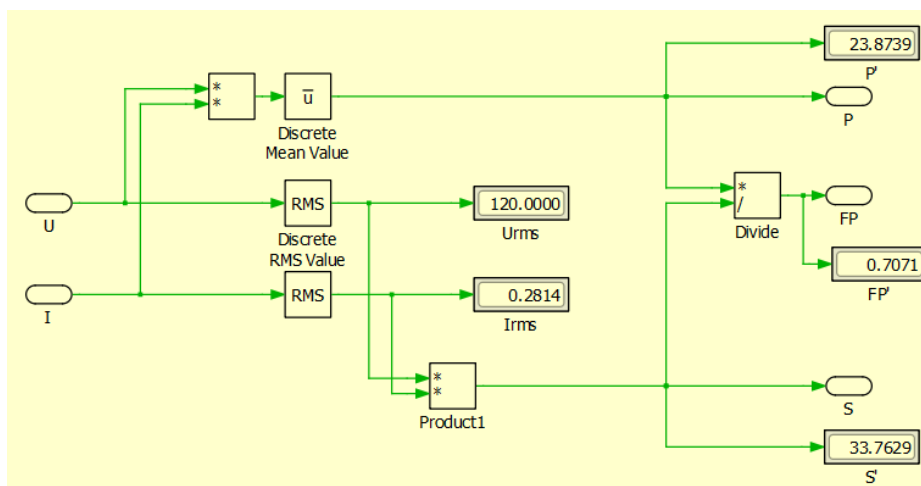 23.8739
P'
*
*
u
P
Discrete
Mean Value
U
RMS
120.0000
Urms
*
/
FP
Divide
Discrete
RMS Value
0.7071
FP'
I
RMS
0.2814
Irms
*
*
Product1
S
33.7629
S'